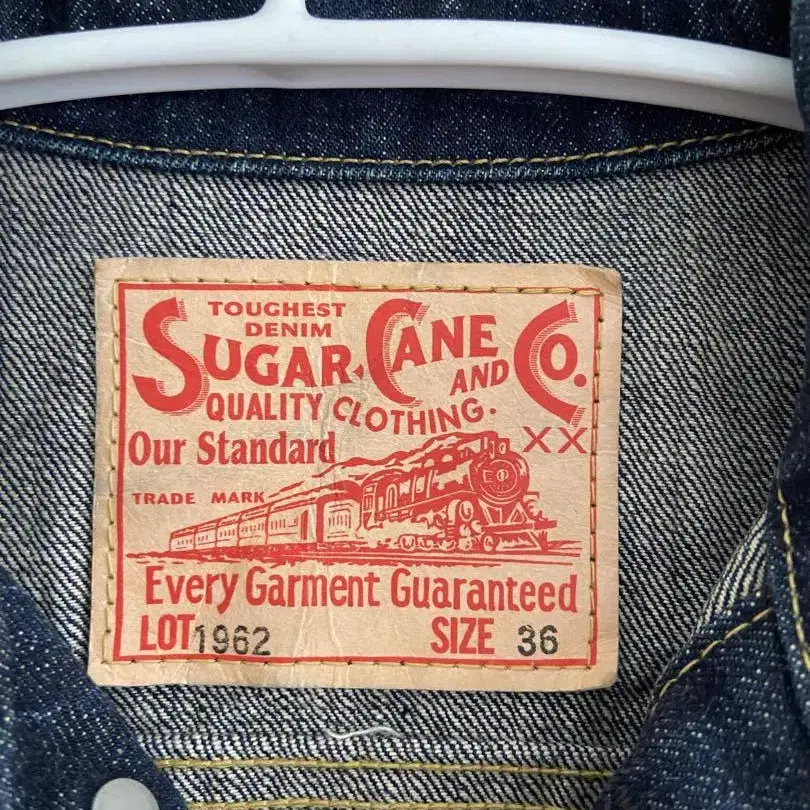 TOUGHEST
DENIM
SUGAR CANE AND CO.
QUALITY CLOTHING.
Our Standard XX
TRADE MARK
Every Garment Guaranteed
LOT 1962 SIZE 36